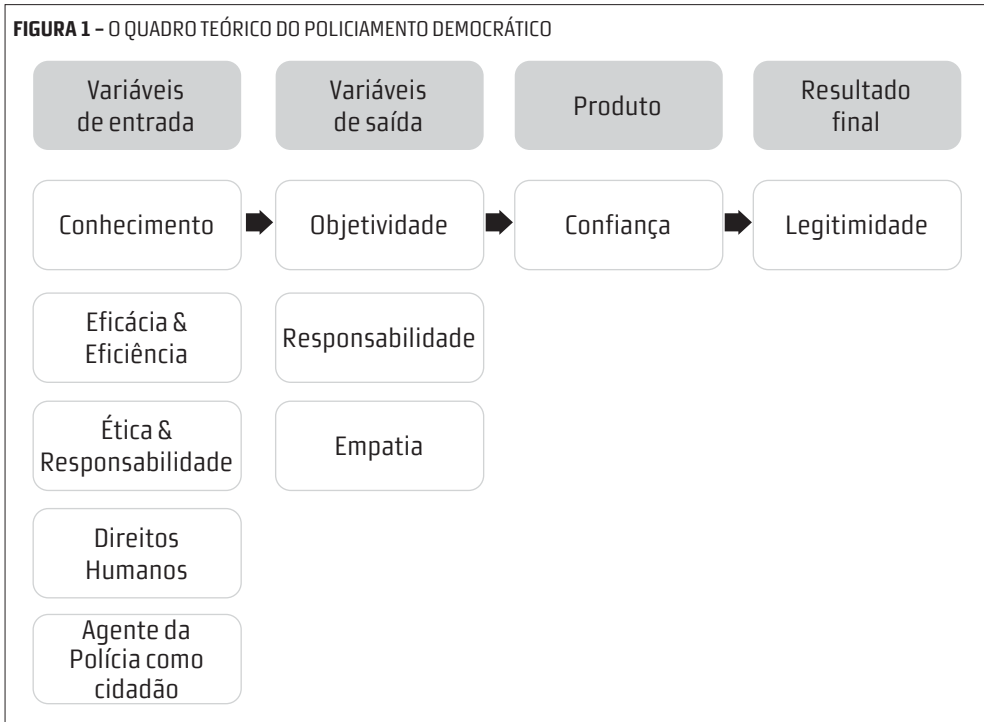 FIGURA 1 – O QUADRO TEÓRICO DO POLICIAMENTO DEMOCRÁTICO
Variáveis
de entrada
Variáveis
de saída
Produto
Resultado
final
Conhecimento
Objetividade
Confiança
Legitimidade
Eficácia &
Eficiência
Responsabilidade
Ética &
Responsabilidade
Empatia
Direitos
Humanos
Agente da
Polícia como
cidadão